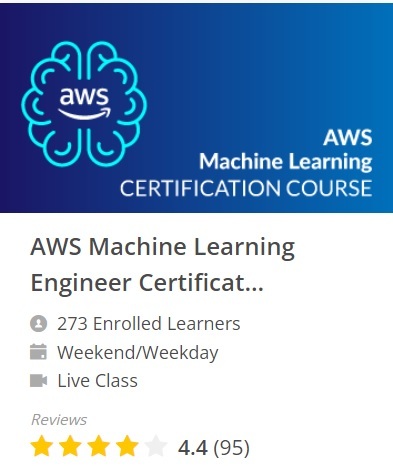 aws
AWS
Machine Learning
CERTIFICATION COURSE
AWS Machine Learning
Engineer Certificat...
273 Enrolled Learners
Weekend/Weekday
Live Class
Reviews
4.4 (95)